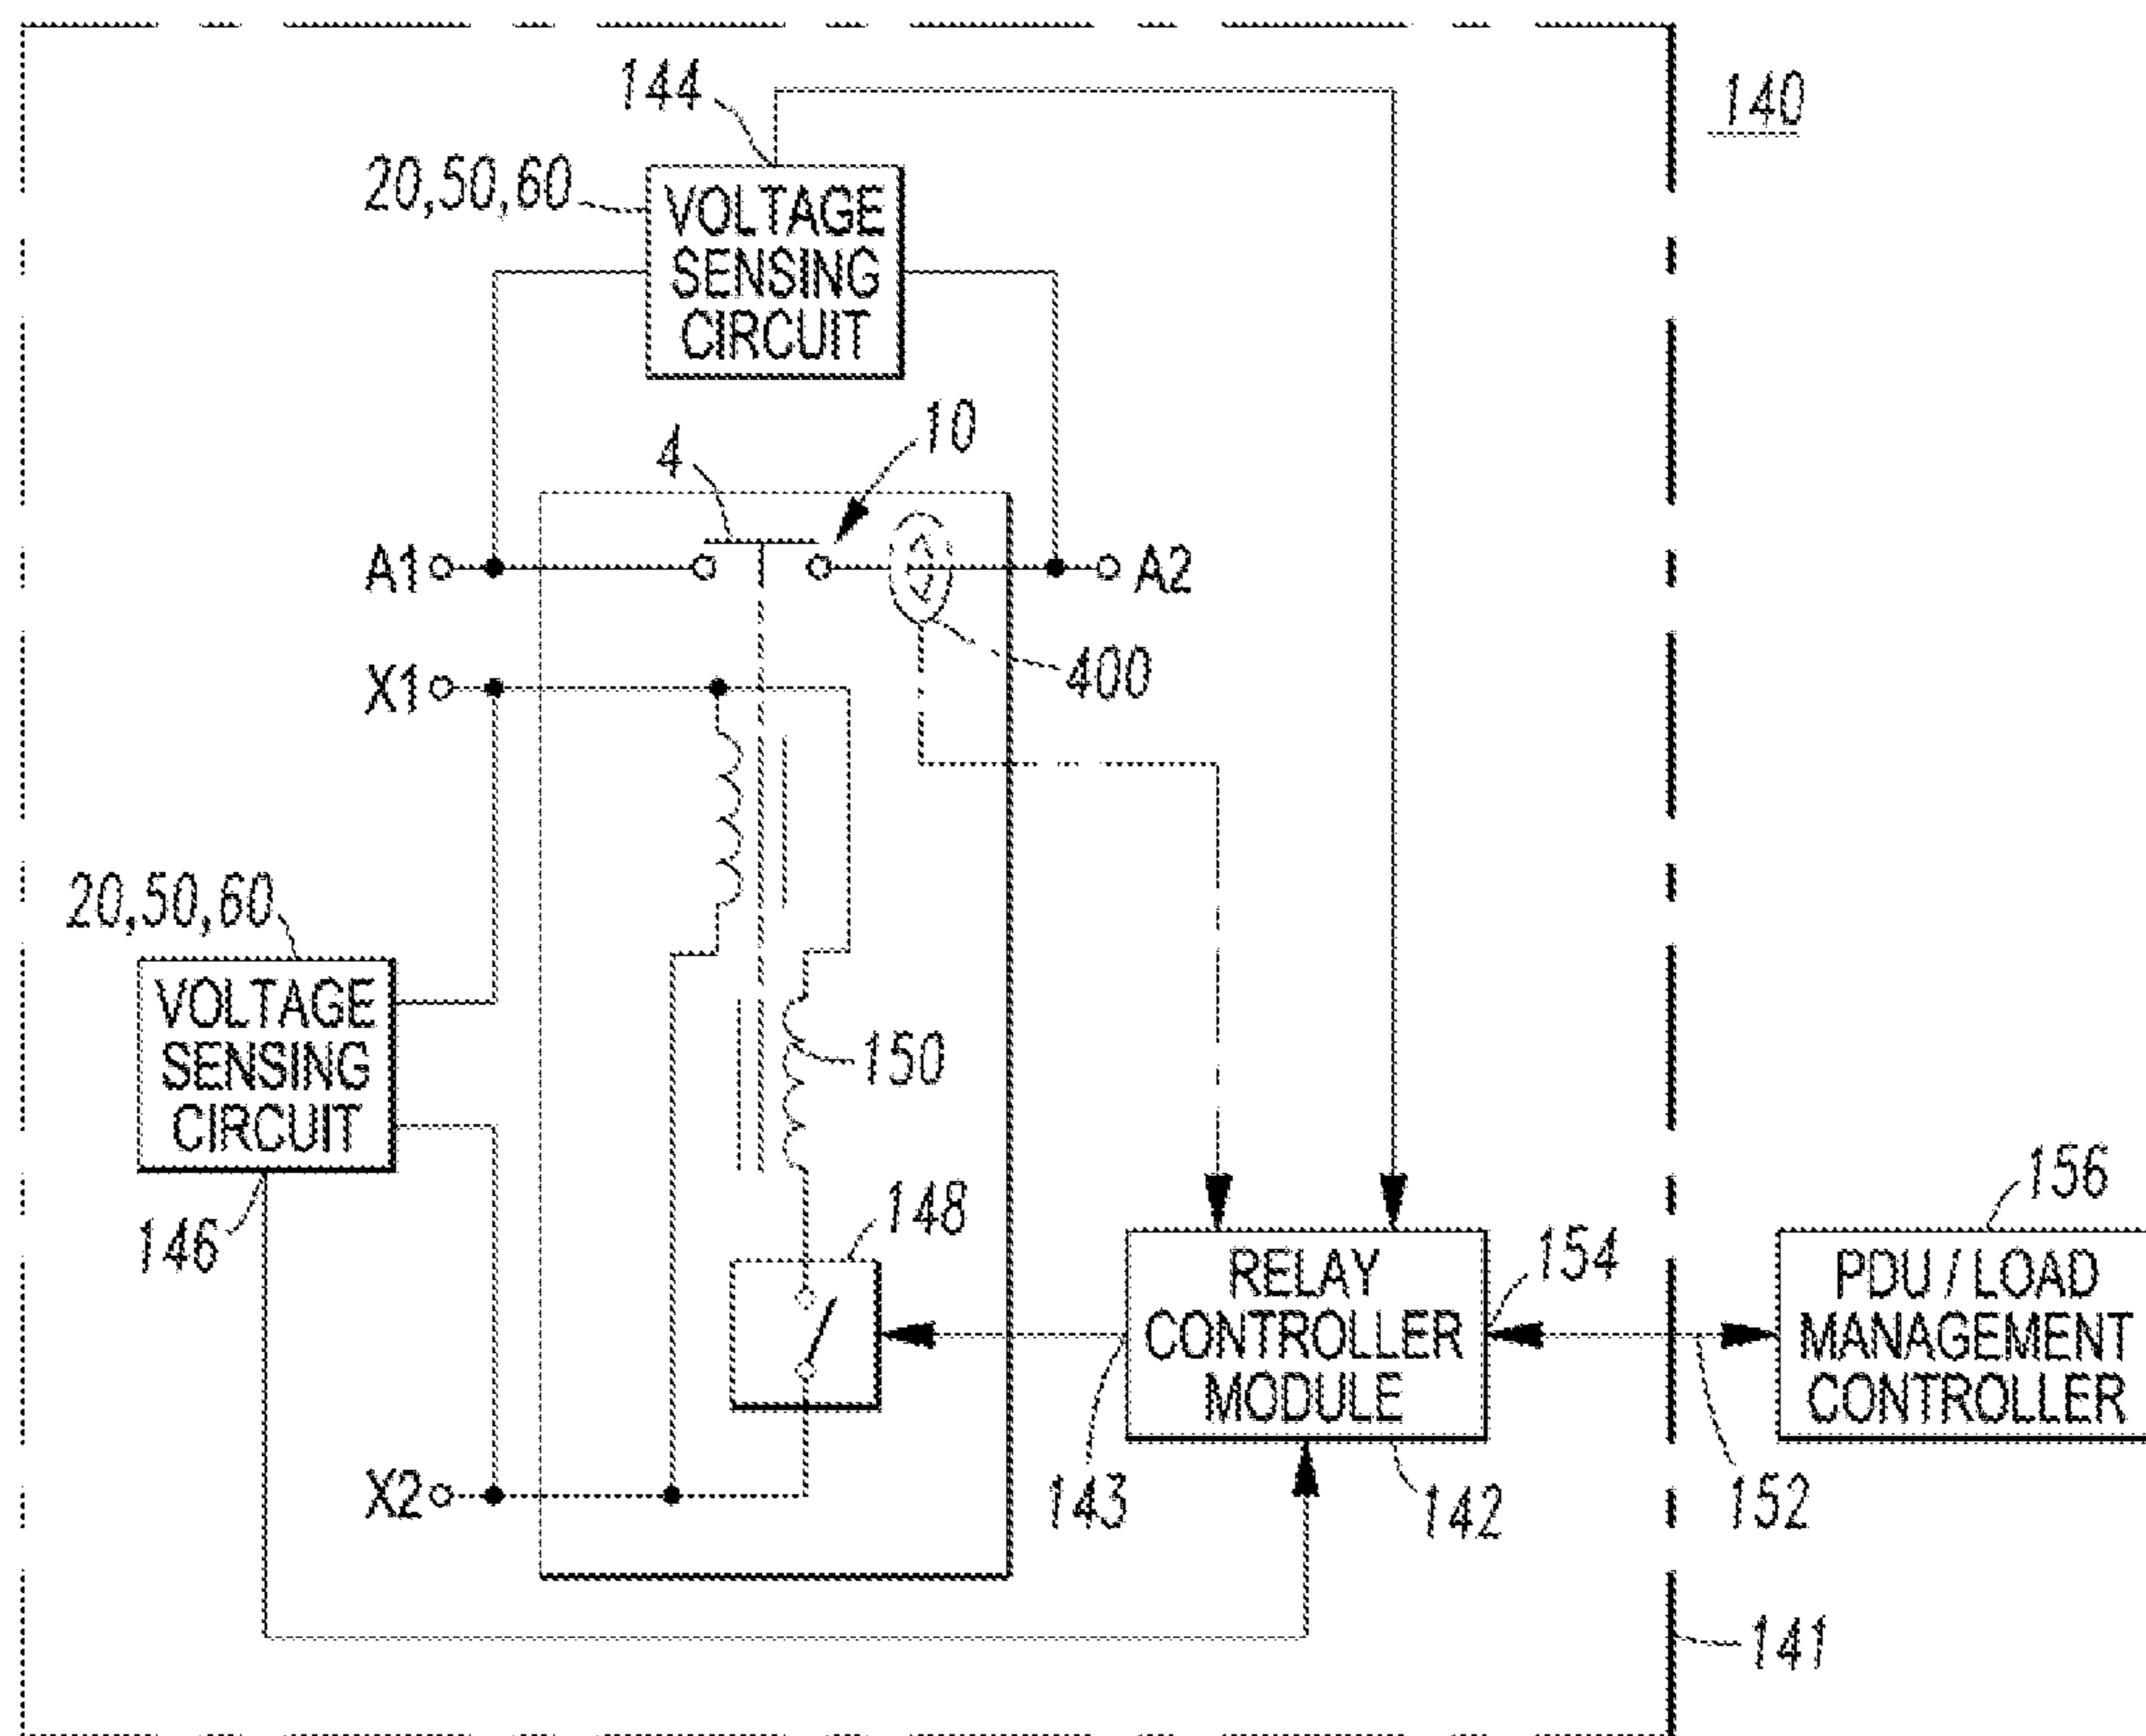 144
140
20,50,60
VOLTAGE
SENSING
CIRCUIT
4
10
A1
A2
X1
400
20,50,60
VOLTAGE
SENSING
CIRCUIT
150
146
148
156
RELAY
CONTROLLER
MODULE
154
PDU / LOAD
MANAGEMENT
CONTROLLER
X2
143
142
152
141